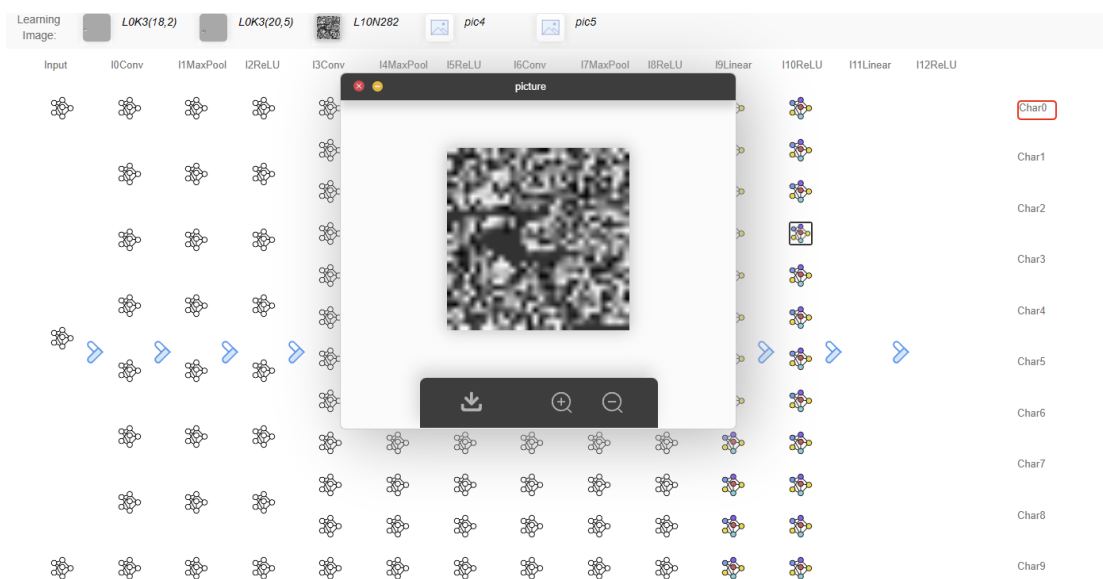 Learning Image: L0K3(18,2) L0K3(20,5) L10N282 pic4 pic5
Input l0Conv l1MaxPool l2ReLU l3Conv l4MaxPool l5ReLU l6Conv l7MaxPool l8ReLU l9Linear l10ReLU l11Linear l12ReLU
picture
Char0
Char1
Char2
Char3
Char4
Char5
Char6
Char7
Char8
Char9